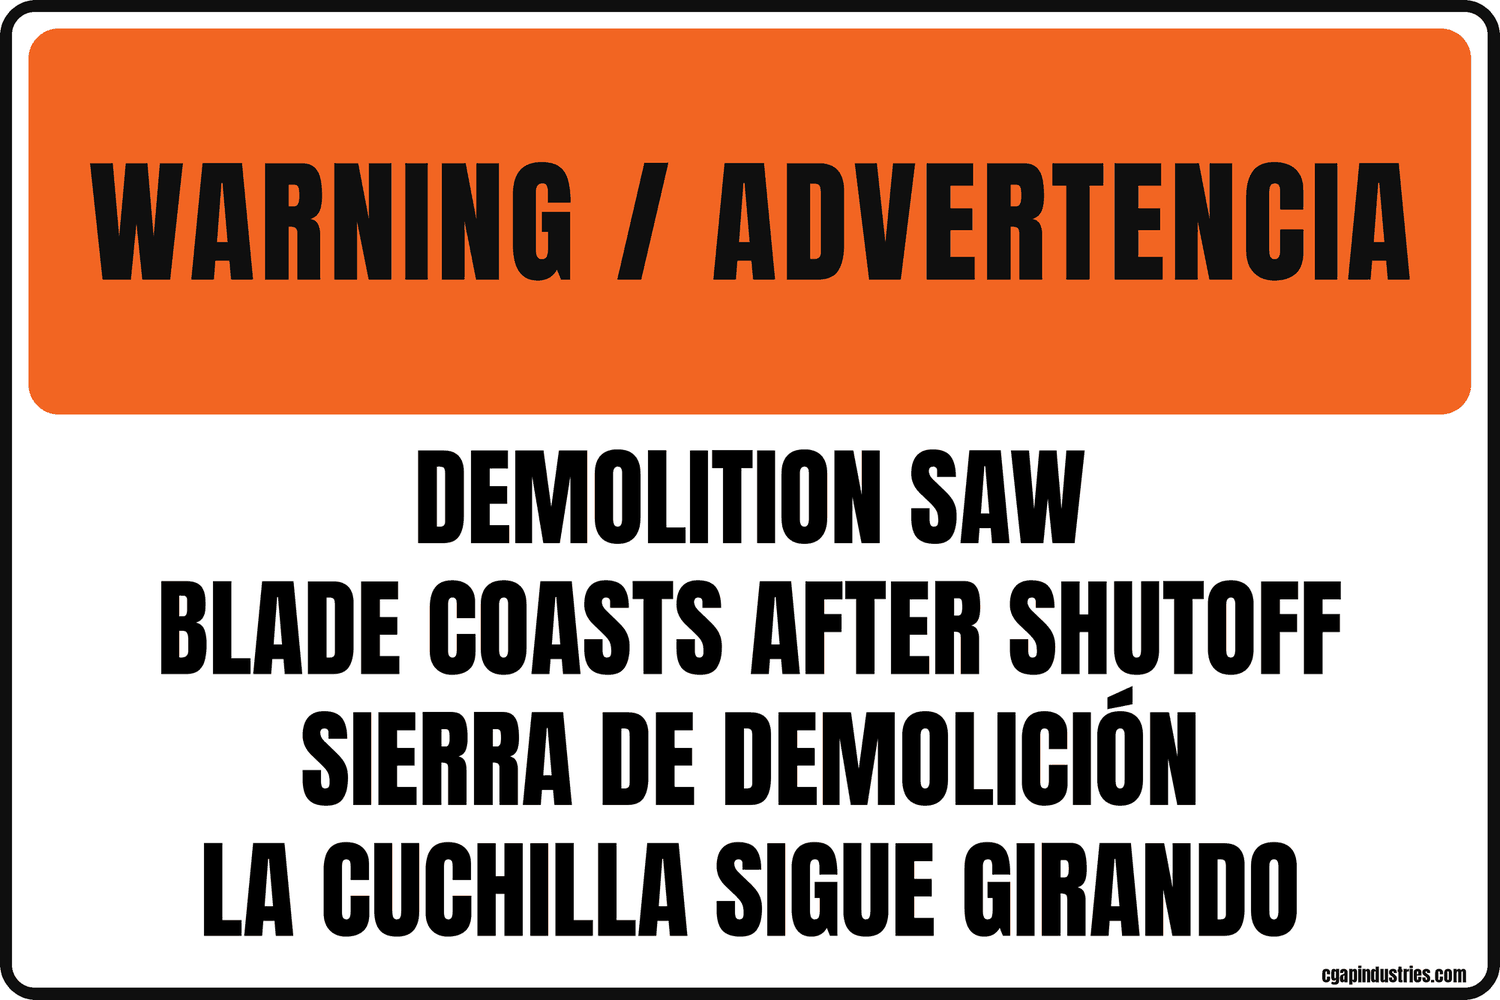 WARNING / ADVERTENCIA
DEMOLITION SAW
BLADE COASTS AFTER SHUTOFF
SIERRA DE DEMOLICIÓN
LA CUCHILLA SIGUE GIRANDO
cgapindustries.com